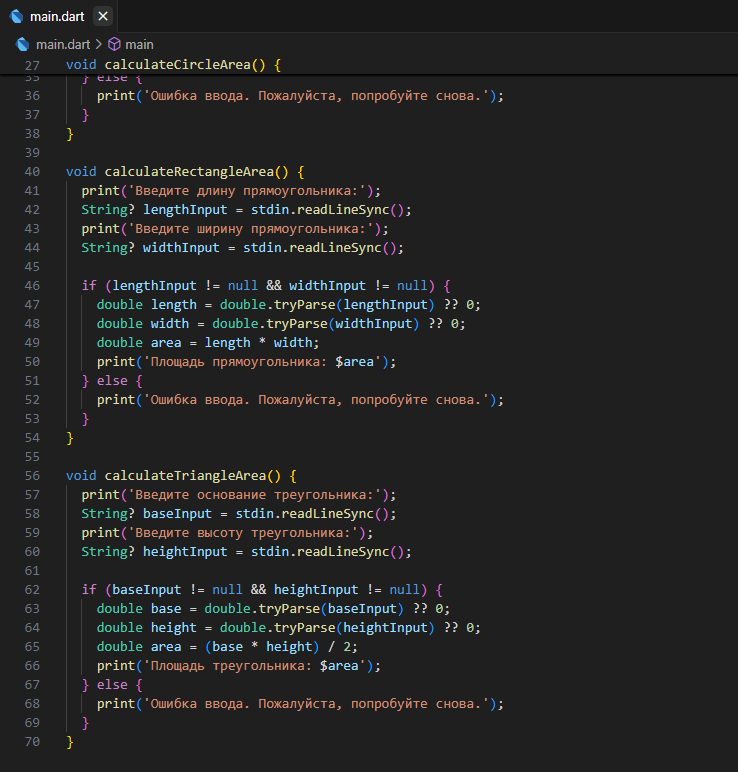 main.dart
main.dart > main
27 void calculateCircleArea() {
35 } else {
36 print('Ошибка ввода. Пожалуйста, попробуйте снова.');
37 }
38 }
39
40 void calculateRectangleArea() {
41 print('Введите длину прямоугольника:');
42 String? lengthInput = stdin.readLineSync();
43 print('Введите ширину прямоугольника:');
44 String? widthInput = stdin.readLineSync();
45
46 if (lengthInput != null && widthInput != null) {
47 double length = double.tryParse(lengthInput) ?? 0;
48 double width = double.tryParse(widthInput) ?? 0;
49 double area = length * width;
50 print('Площадь прямоугольника: $area');
51 } else {
52 print('Ошибка ввода. Пожалуйста, попробуйте снова.');
53 }
54 }
55
56 void calculateTriangleArea() {
57 print('Введите основание треугольника:');
58 String? baseInput = stdin.readLineSync();
59 print('Введите высоту треугольника:');
60 String? heightInput = stdin.readLineSync();
61
62 if (baseInput != null && heightInput != null) {
63 double base = double.tryParse(baseInput) ?? 0;
64 double height = double.tryParse(heightInput) ?? 0;
65 double area = (base * height) / 2;
66 print('Площадь треугольника: $area');
67 } else {
68 print('Ошибка ввода. Пожалуйста, попробуйте снова.');
69 }
70 }